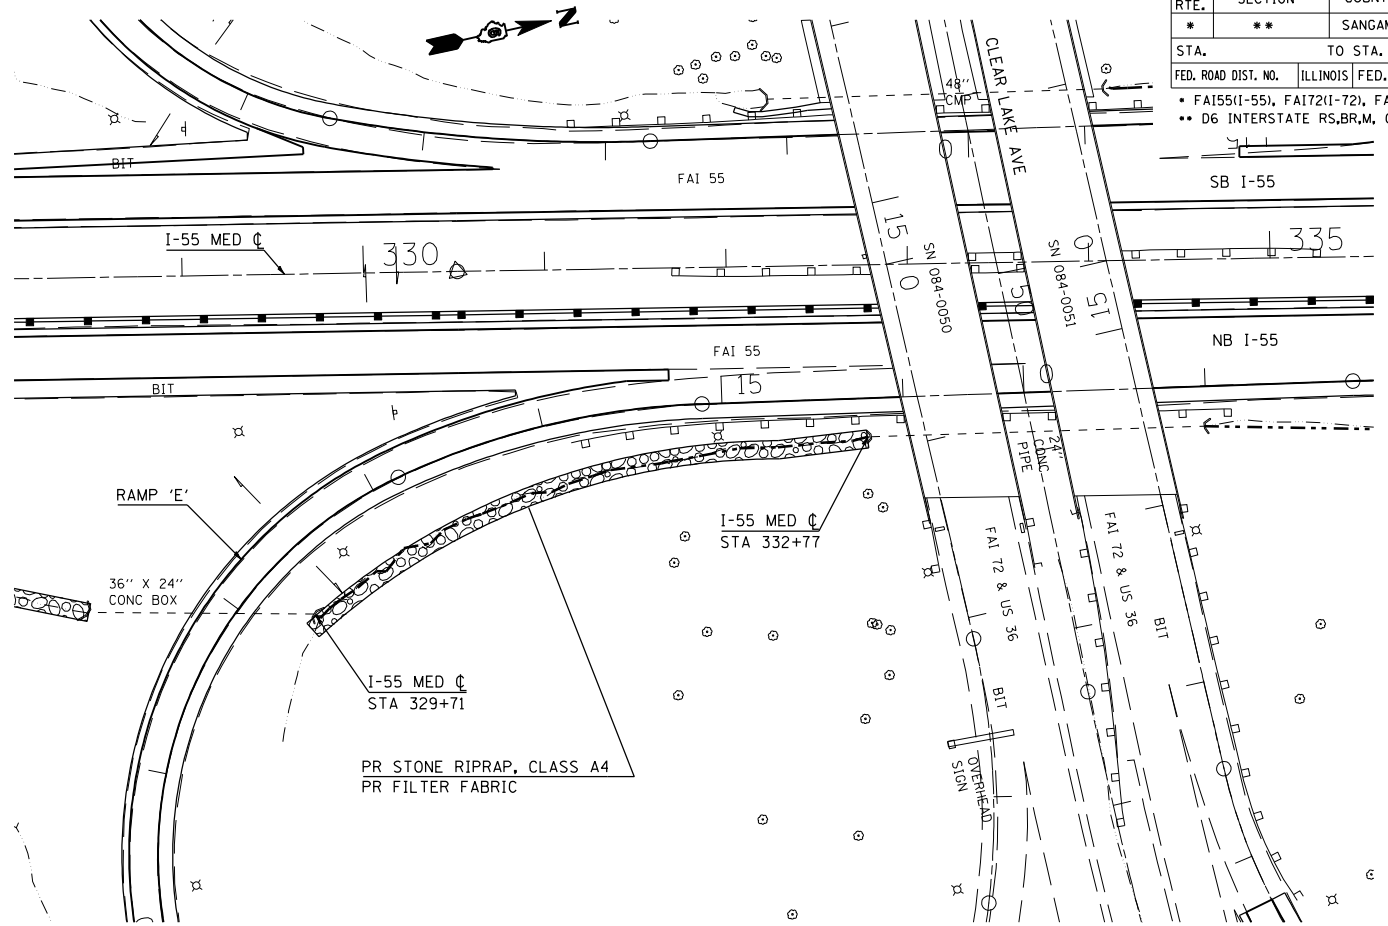 N
RTE.
SECTION
*
**
SANGAM
STA.
TO STA.
FED. ROAD DIST. NO.
ILLINOIS
FED.
* FAI55(I-55), FAI72(I-72), FA
** D6 INTERSTATE RS,BR,M,
48"
CMP
CLEAR LAKE AVE
BIT
FAI 55
SB I-55
I-55 MED ℄
330
15
0
SN 084-0050
50
SN 084-0051
0
15
335
FAI 55
NB I-55
BIT
15
24"
CONC
PIPE
RAMP 'E'
I-55 MED ℄
STA 332+77
36" X 24"
CONC BOX
FAI 72 & US 36
FAI 72 & US 36
BIT
I-55 MED ℄
STA 329+71
BIT
PR STONE RIPRAP, CLASS A4
PR FILTER FABRIC
OVERHEAD
SIGN